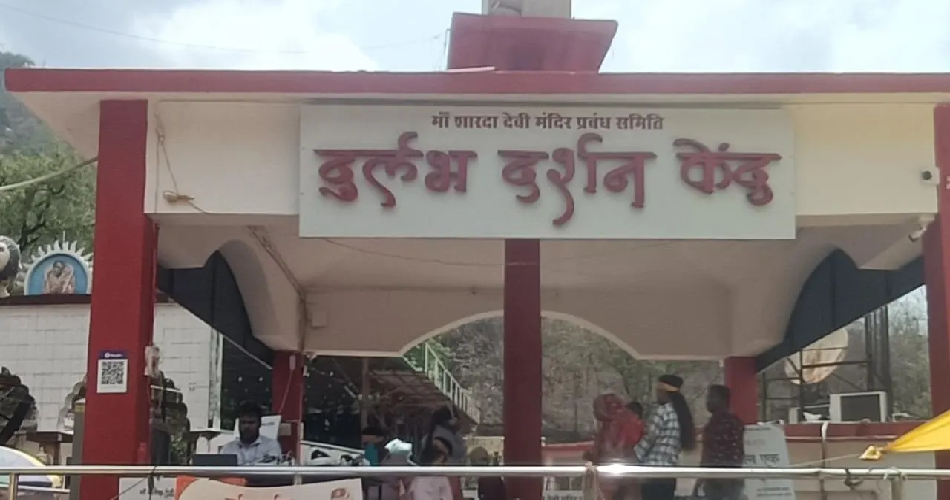 मॉ शारदा देवी मंदिर प्रबंध समिति
दुर्लभ दर्शन केंदु